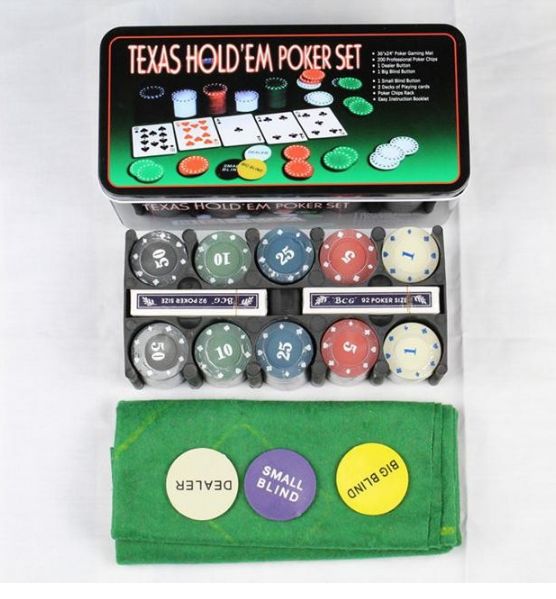 TEXAS HOLD'EM POKER SET
36"x24" Poker Gaming Mat
200 Professional Poker Chips
1 Dealer Button
1 Big Blind Button
1 Small Blind Button
2 Decks of Playing cards
Poker Chips Rack
Easy Instruction Booklet
DEALER
SMALL BLIND
BIG BLIND
TEXAS HOLD'EM POKER SET
50
10
25
5
1
92 POKER SIZE "BCG"
"BCG" 92 POKER SIZE
50
10
25
5
1
DEALER
SMALL
BLIND
BIG BLIND